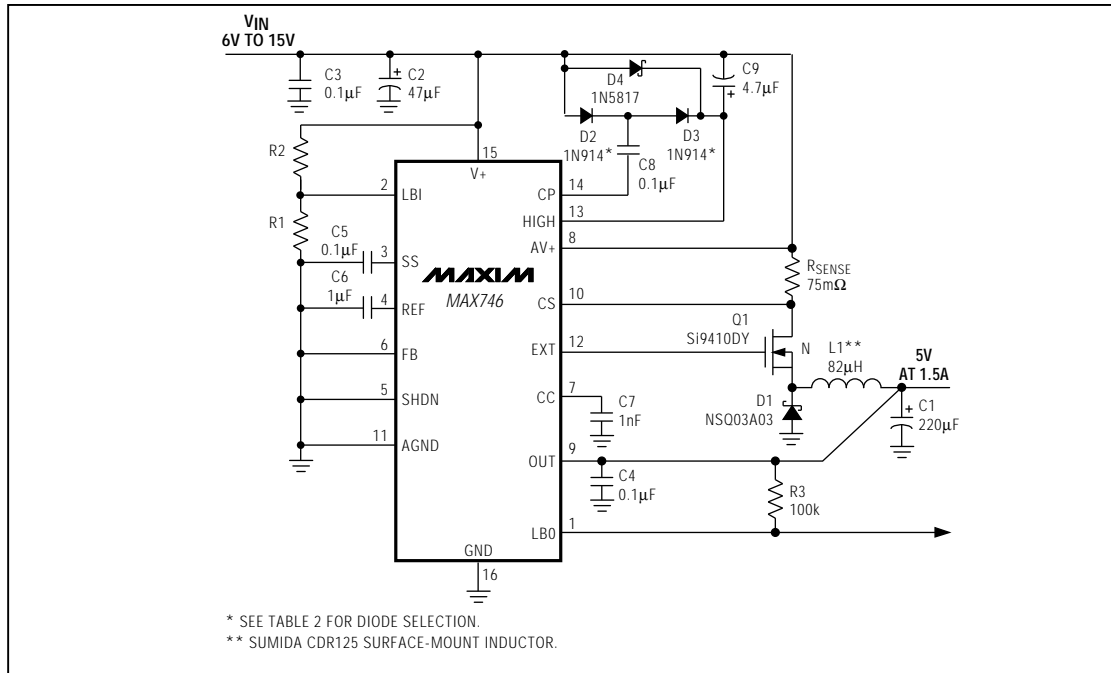 VIN
6V TO 15V
C3
0.1µF
C2
47µF
D4
1N5817
C9
4.7µF
D2
1N914*
D3
1N914*
C8
0.1µF
R2
R1
15
V+
2
LBI
CP
14
HIGH
13
AV+
8
C5
0.1µF
3
SS
RSENSE
75mΩ
MAXIM
MAX746
C6
1µF
4
REF
CS
10
Q1
Si9410DY
N
6
FB
EXT
12
L1**
82µH
5V
AT 1.5A
5
SHDN
CC
7
C7
1nF
D1
NSQ03A03
C1
220µF
11
AGND
OUT
9
C4
0.1µF
R3
100k
LB0
1
GND
16
* SEE TABLE 2 FOR DIODE SELECTION.
** SUMIDA CDR125 SURFACE-MOUNT INDUCTOR.